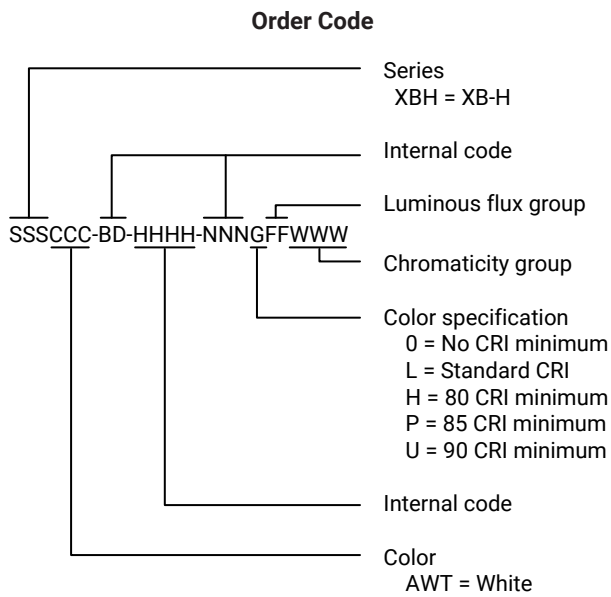 Order Code
Series
XBH = XB-H
Internal code
Luminous flux group
SSSCCC-BD-HHHH-NNNGFFWWW
Chromaticity group
Color specification
0 = No CRI minimum
L = Standard CRI
H = 80 CRI minimum
P = 85 CRI minimum
U = 90 CRI minimum
Internal code
Color
AWT = White